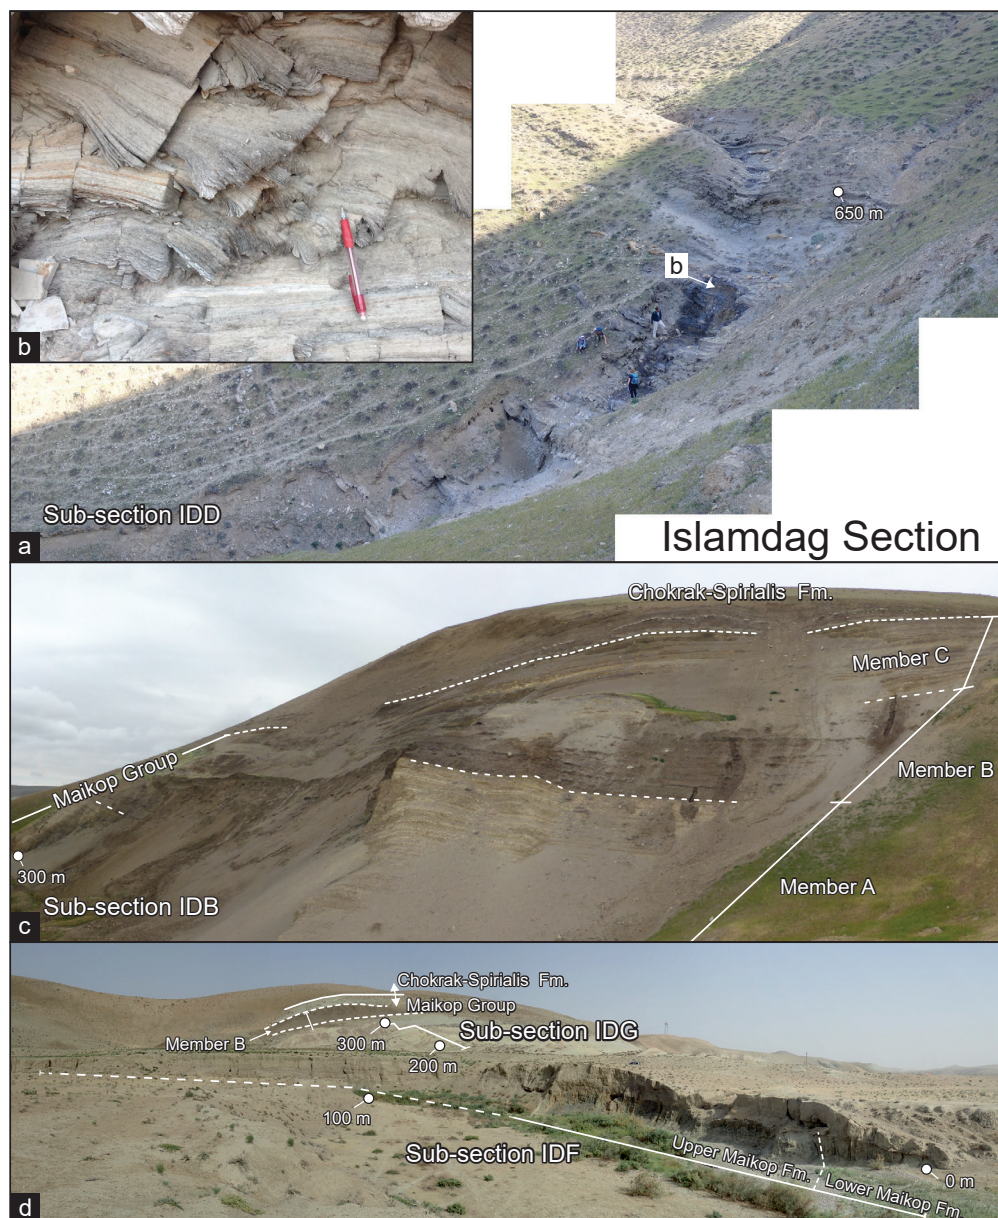 b
b
650 m
Sub-section IDD
a
Islamdag Section
Chokrak-Spirialis Fm.
Member C
Maikop Group
Member B
300 m
Member A
Sub-section IDB
c
Chokrak-Spirialis Fm.
Maikop Group
Member B
300 m
Sub-section IDG
200 m
100 m
Sub-section IDF
Upper Maikop Fm.
Lower Maikop Fm.
0 m
d